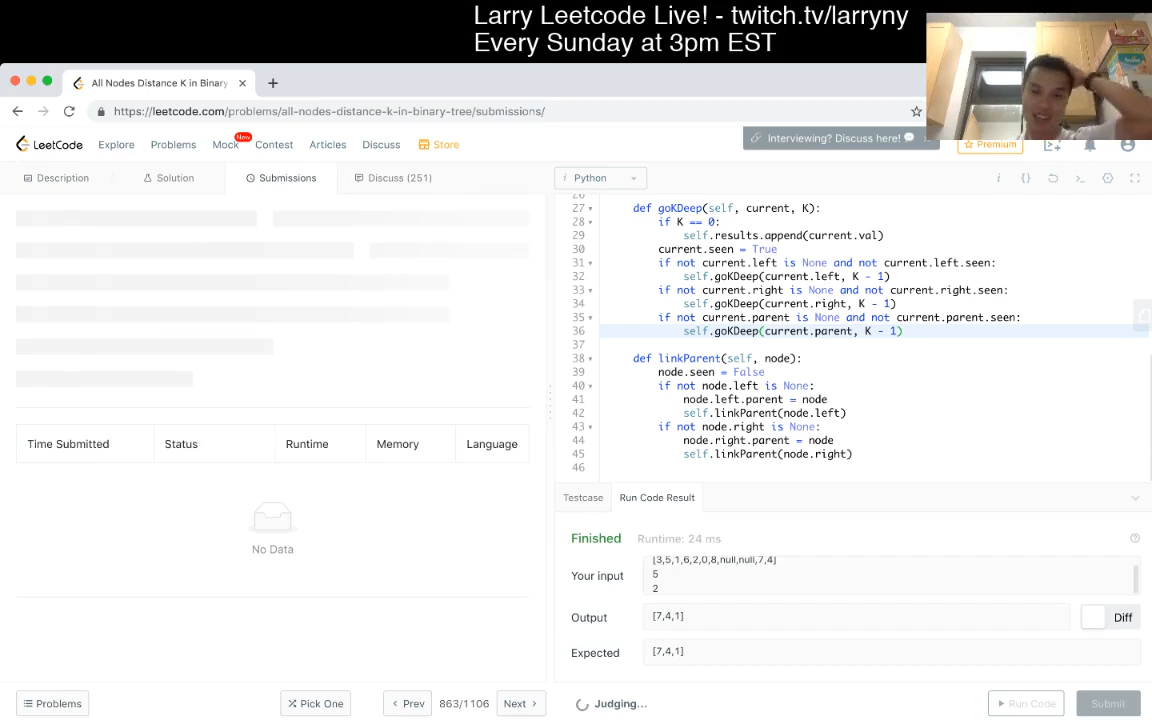 Larry Leetcode Live! - twitch.tv/larryny
Every Sunday at 3pm EST
All Nodes Distance K in Binary
https://leetcode.com/problems/all-nodes-distance-k-in-binary-tree/submissions/
LeetCode Explore Problems Mock New Contest Articles Discuss Store
Interviewing? Discuss here!
Premium
Description Solution Submissions Discuss (251)
i Python
26
27 def goKDeep(self, current, K):
28 if K == 0:
29 self.results.append(current.val)
30 current.seen = True
31 if not current.left is None and not current.left.seen:
32 self.goKDeep(current.left, K - 1)
33 if not current.right is None and not current.right.seen:
34 self.goKDeep(current.right, K - 1)
35 if not current.parent is None and not current.parent.seen:
36 self.goKDeep(current.parent, K - 1)
37
38 def linkParent(self, node):
39 node.seen = False
40 if not node.left is None:
41 node.left.parent = node
42 self.linkParent(node.left)
43 if not node.right is None:
44 node.right.parent = node
45 self.linkParent(node.right)
46
Time Submitted Status Runtime Memory Language
No Data
Testcase Run Code Result
Finished Runtime: 24 ms
Your input
[3,5,1,6,2,0,8,null,null,7,4]
5
2
Output [7,4,1] Diff
Expected [7,4,1]
Problems Pick One Prev 863/1106 Next Judging... Run Code Submit